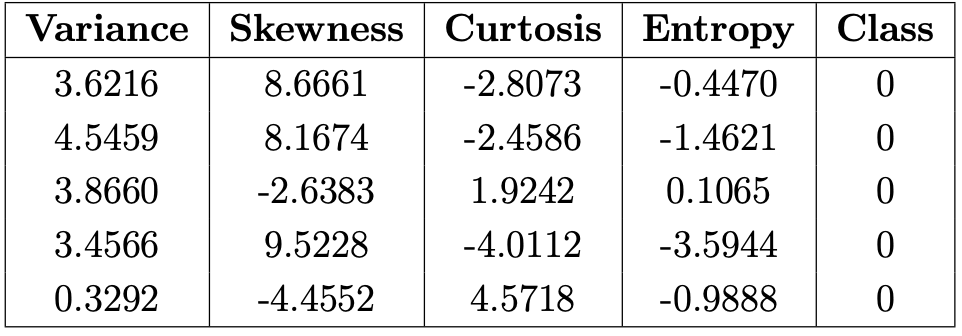 Variance Skewness Curtosis Entropy Class
3.6216 8.6661 -2.8073 -0.4470 0
4.5459 8.1674 -2.4586 -1.4621 0
3.8660 -2.6383 1.9242 0.1065 0
3.4566 9.5228 -4.0112 -3.5944 0
0.3292 -4.4552 4.5718 -0.9888 0